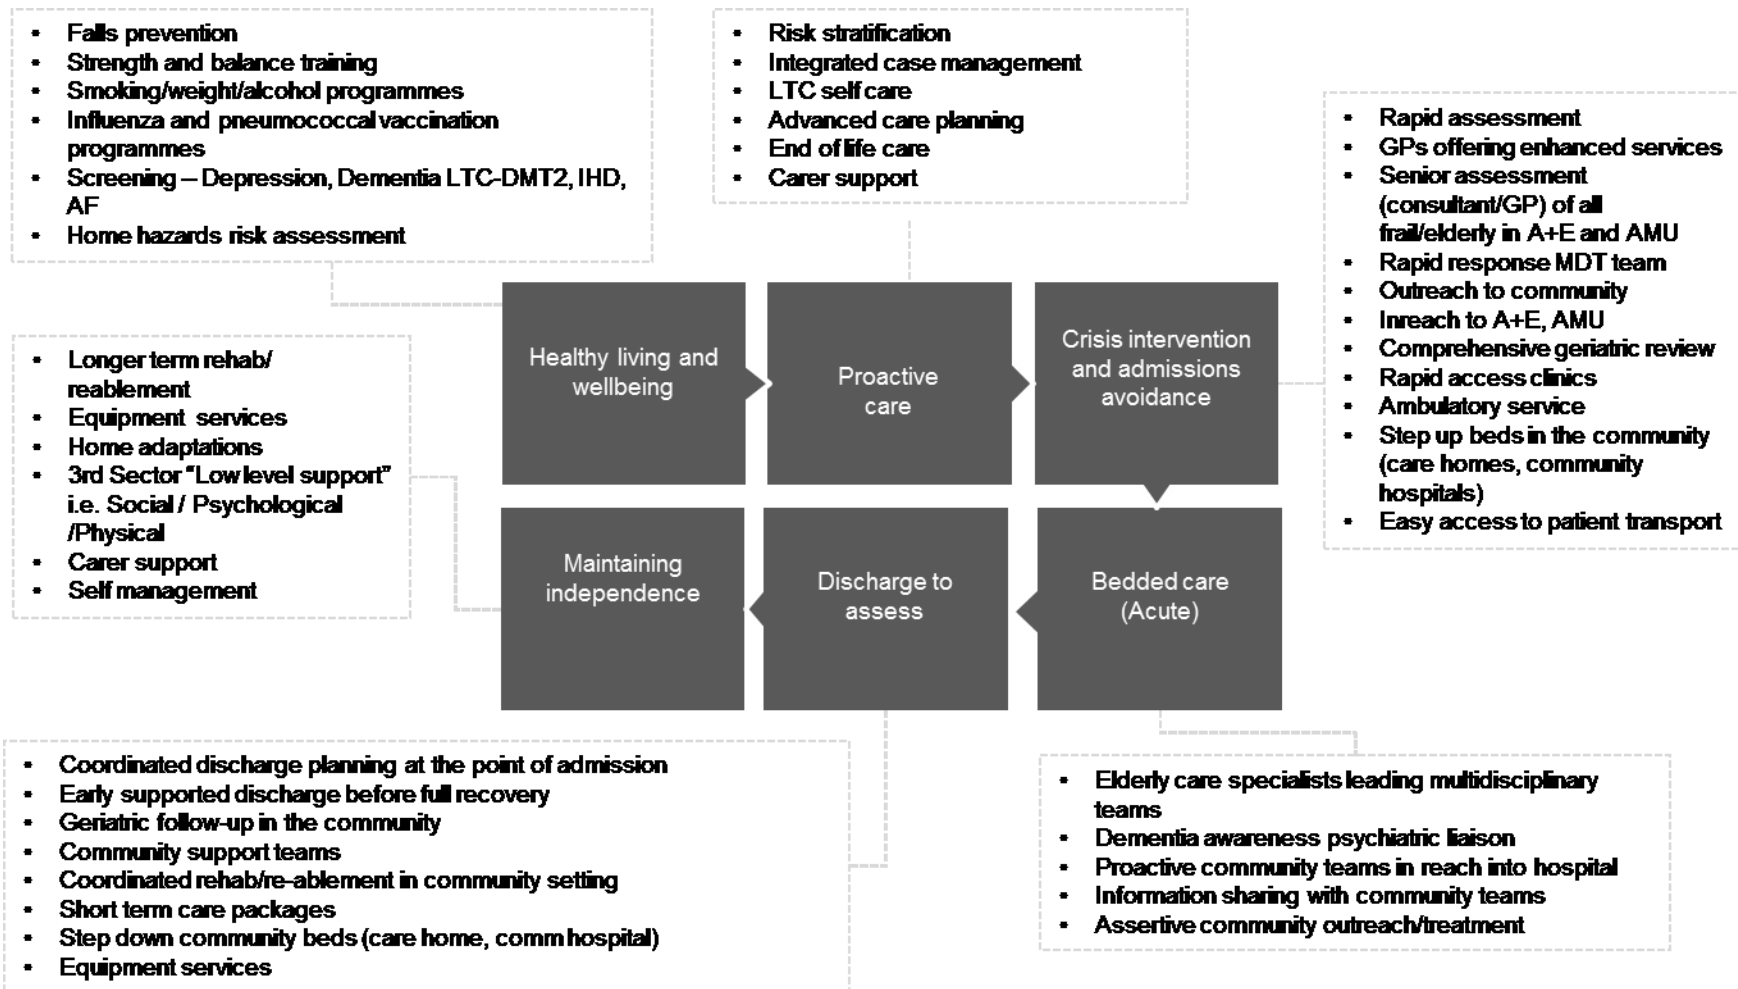 • Falls prevention
• Strength and balance training
• Smoking/weight/alcohol programmes
• Influenza and pneumococcal vaccination
programmes
• Screening – Depression, Dementia LTC-DMT2, IHD,
AF
• Home hazards risk assessment
• Risk stratification
• Integrated case management
• LTC self care
• Advanced care planning
• End of life care
• Carer support
• Rapid assessment
• GPs offering enhanced services
• Senior assessment
(consultant/GP) of all
frail/elderly in A+E and AMU
• Rapid response MDT team
• Outreach to community
• Inreach to A+E, AMU
• Comprehensive geriatric review
• Rapid access clinics
• Ambulatory service
• Step up beds in the community
(care homes, community
hospitals)
• Easy access to patient transport
Healthy living and
wellbeing
Proactive
care
Crisis intervention
and admissions
avoidance
• Longer term rehab/
reablement
• Equipment services
• Home adaptations
• 3rd Sector “Low level support”
i.e. Social / Psychological
/Physical
• Carer support
• Self management
Maintaining
independence
Discharge to
assess
Bedded care
(Acute)
• Coordinated discharge planning at the point of admission
• Early supported discharge before full recovery
• Geriatric follow-up in the community
• Community support teams
• Coordinated rehab/re-ablement in community setting
• Short term care packages
• Step down community beds (care home, comm hospital)
• Equipment services
• Elderly care specialists leading multidisciplinary
teams
• Dementia awareness psychiatric liaison
• Proactive community teams in reach into hospital
• Information sharing with community teams
• Assertive community outreach/treatment